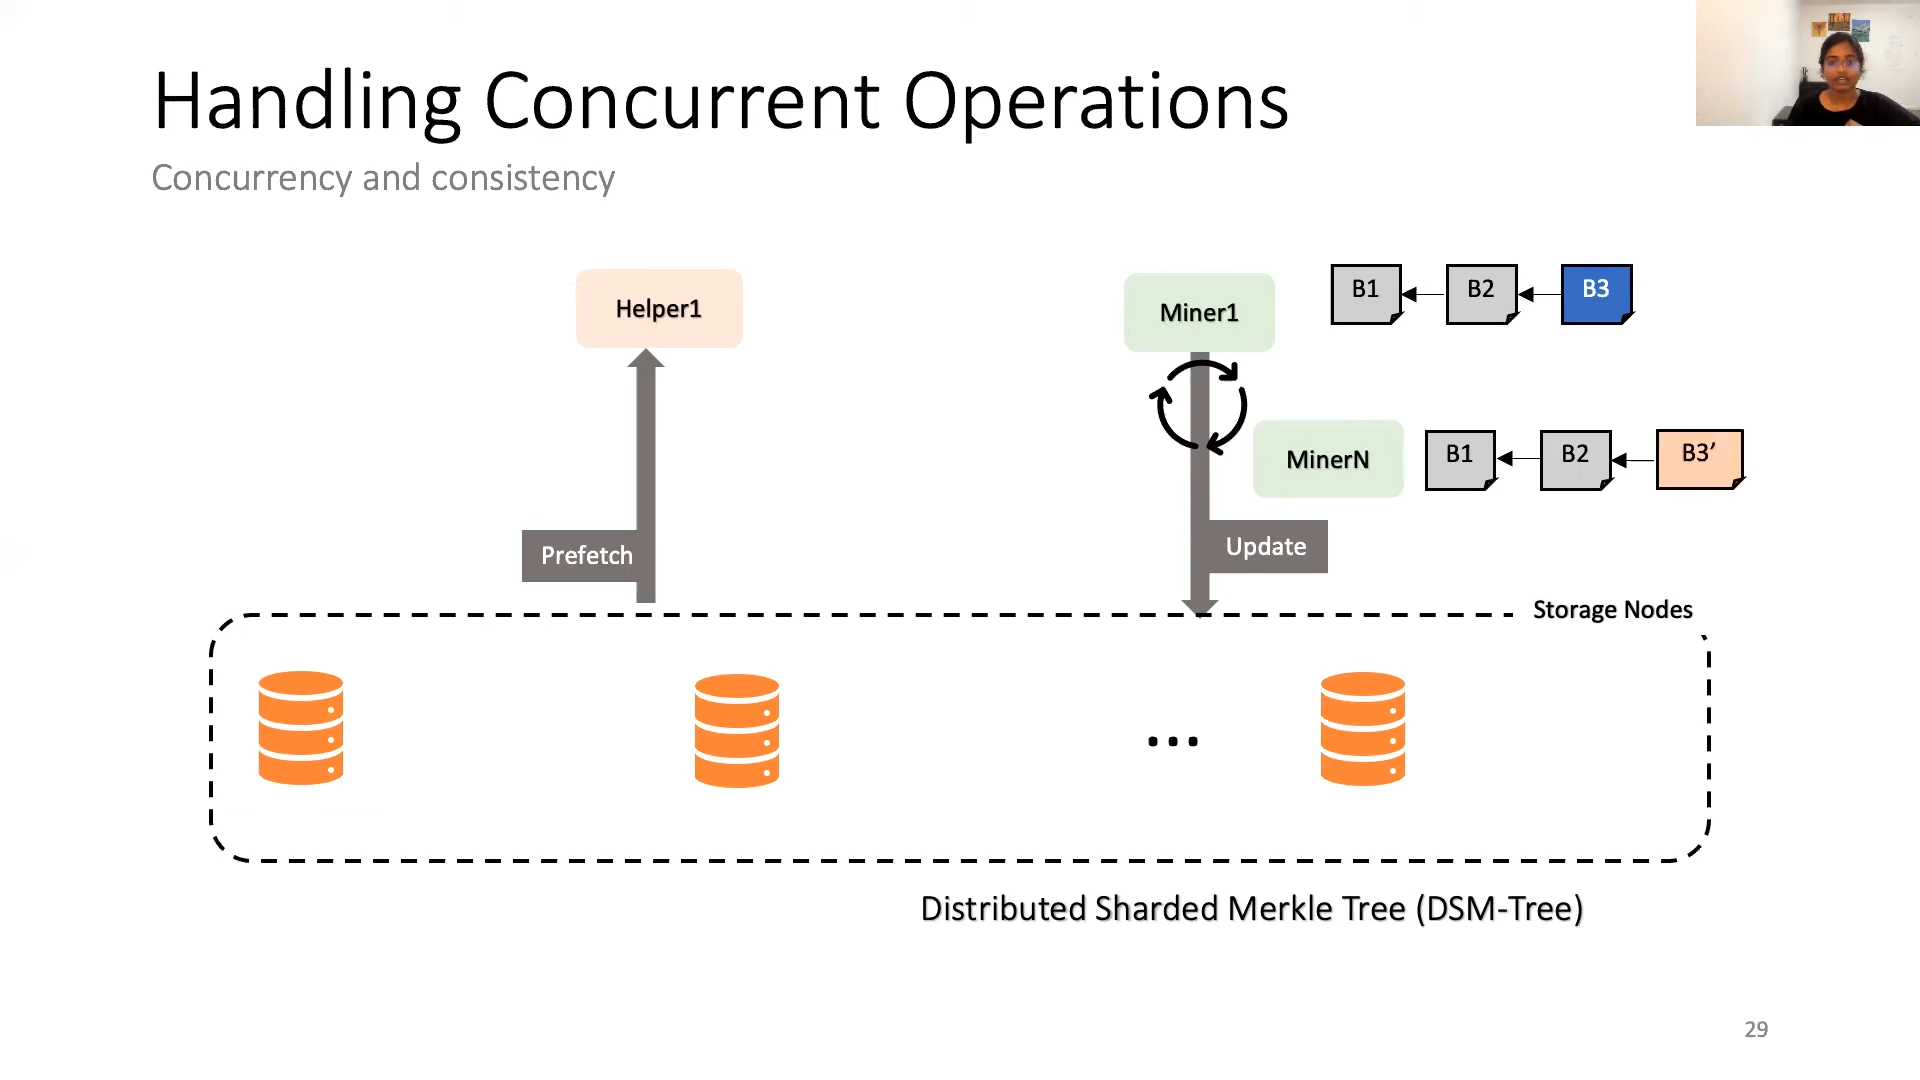 Handling Concurrent Operations
Concurrency and consistency
Helper1
Miner1
B1
B2
B3
MinerN
B1
B2
B3’
Prefetch
Update
Storage Nodes
...
Distributed Sharded Merkle Tree (DSM-Tree)
29